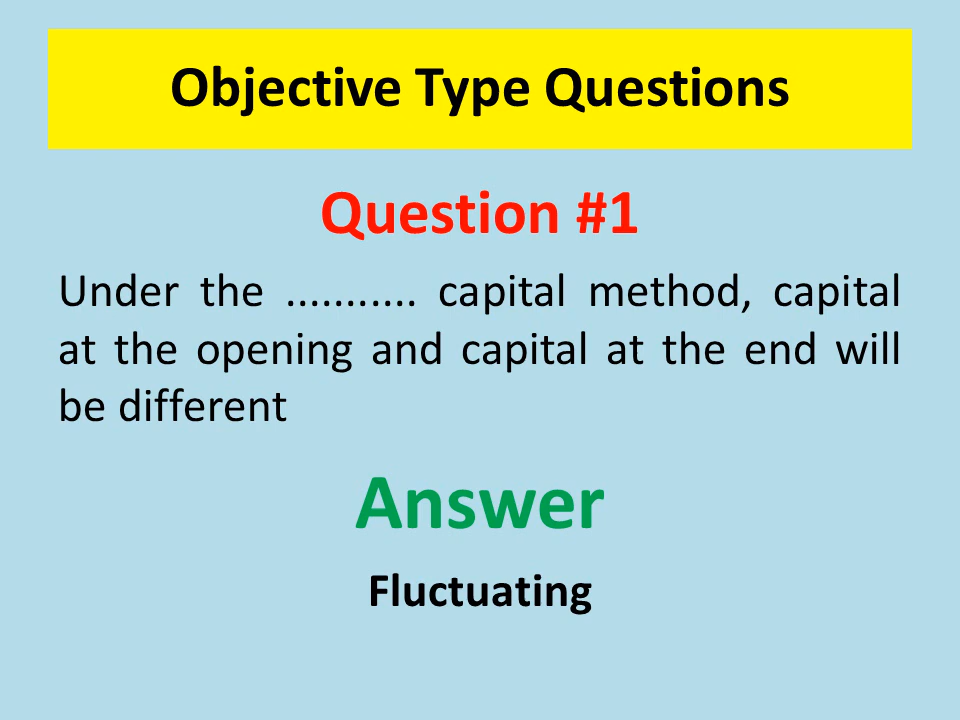 Objective Type Questions
Question #1
Under the ........... capital method, capital
at the opening and capital at the end will
be different
Answer
Fluctuating